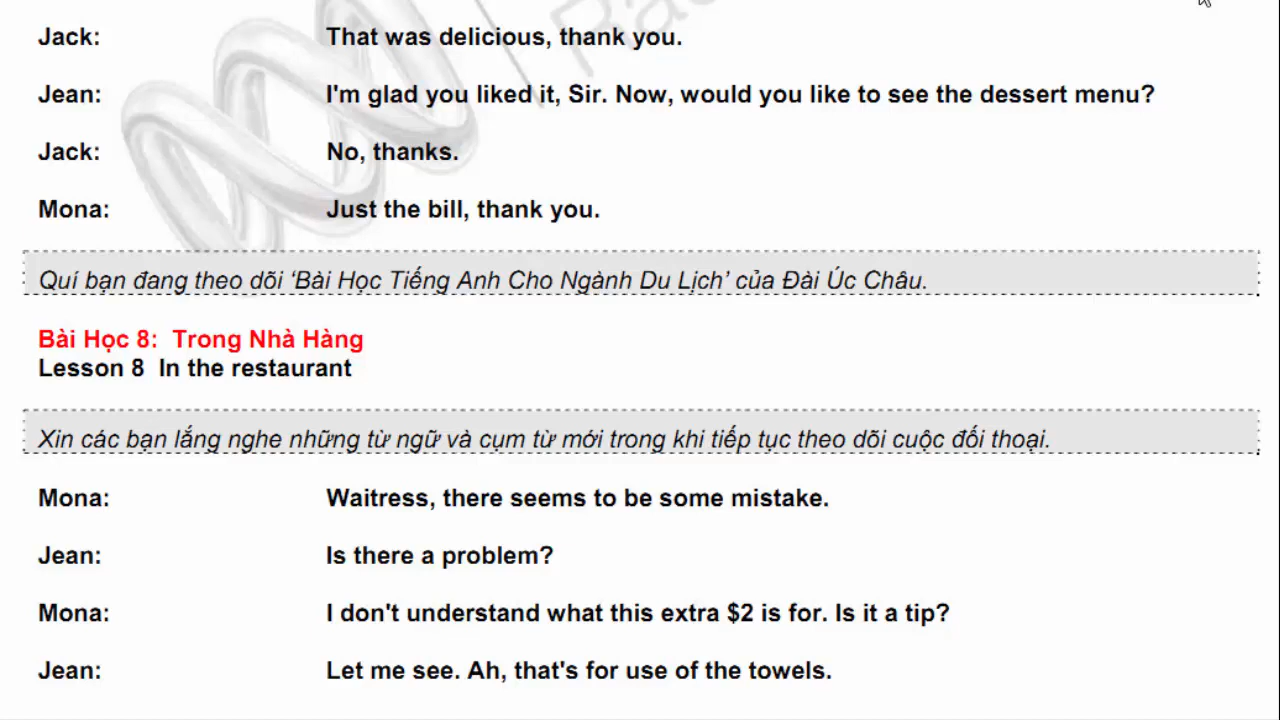 Jack: That was delicious, thank you.
Jean: I'm glad you liked it, Sir. Now, would you like to see the dessert menu?
Jack: No, thanks.
Mona: Just the bill, thank you.
Quí bạn đang theo dõi ‘Bài Học Tiếng Anh Cho Ngành Du Lịch’ của Đài Úc Châu.
Bài Học 8: Trong Nhà Hàng
Lesson 8 In the restaurant
Xin các bạn lắng nghe những từ ngữ và cụm từ mới trong khi tiếp tục theo dõi cuộc đối thoại.
Mona: Waitress, there seems to be some mistake.
Jean: Is there a problem?
Mona: I don't understand what this extra $2 is for. Is it a tip?
Jean: Let me see. Ah, that's for use of the towels.